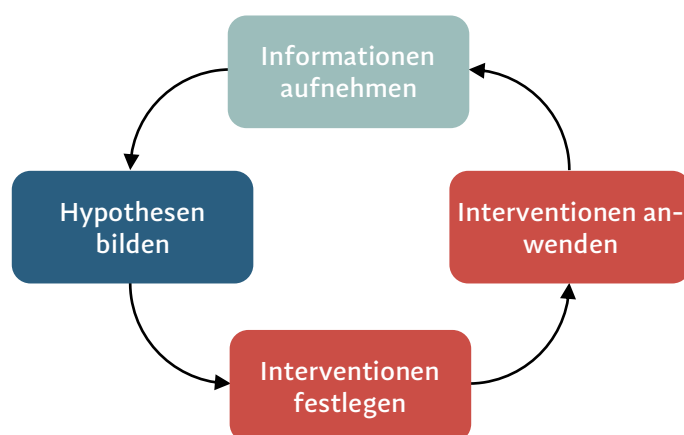 Informationen
aufnehmen
Hypothesen
bilden
Interventionen an-
wenden
Interventionen
festlegen